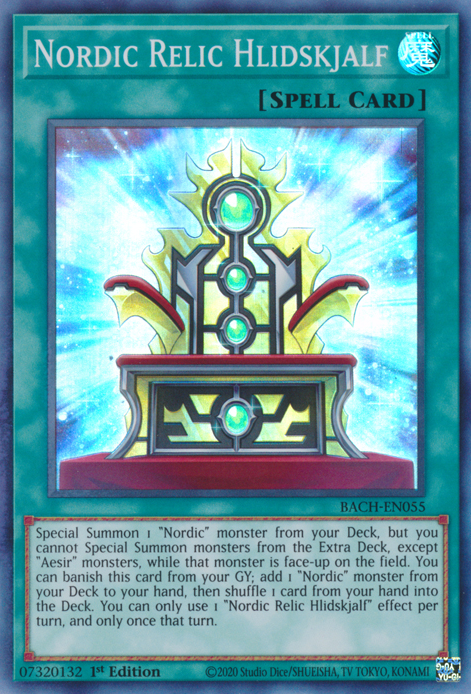 NORDIC RELIC HLIDSKJALF
SPELL
魔
[SPELL CARD]
BACH-EN055
Special Summon 1 "Nordic" monster from your Deck, but you
cannot Special Summon monsters from the Extra Deck, except
"Aesir" monsters, while that monster is face-up on the field. You
can banish this card from your GY; add 1 "Nordic" monster from
your Deck to your hand, then shuffle 1 card from your hand into
the Deck. You can only use 1 "Nordic Relic Hlidskjalf" effect per
turn, and only once that turn.
07320132 1st Edition ©2020 Studio Dice/SHUEISHA, TV TOKYO, KONAMI